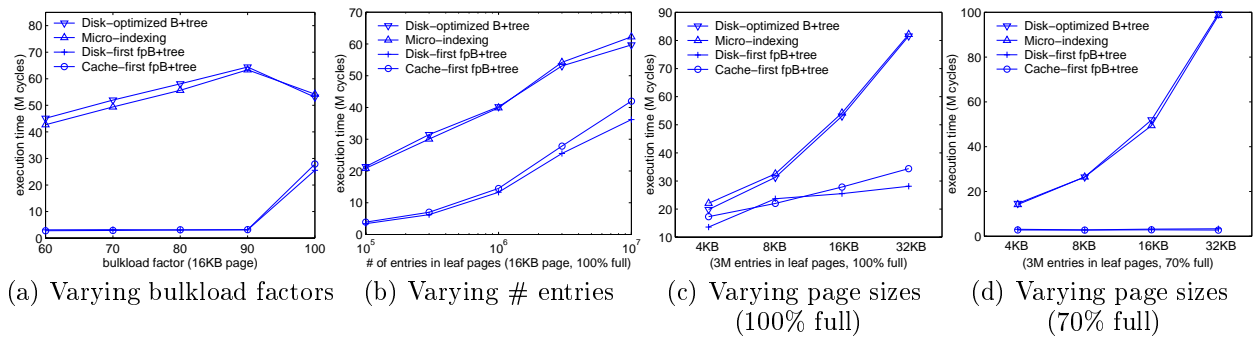 execution time (M cycles)
85
80
70
60
50
40
30
20
10
0
60
70
80
90
100
bulkload factor (16KB page)
Disk−optimized B+tree
Micro−indexing
Disk−first fpB+tree
Cache−first fpB+tree
(a) Varying bulkload factors
execution time (M cycles)
70
60
50
40
30
20
10
0
10^5
10^6
10^7
# of entries in leaf pages (16KB page, 100% full)
Disk−optimized B+tree
Micro−indexing
Disk−first fpB+tree
Cache−first fpB+tree
(b) Varying # entries
execution time (M cycles)
90
80
70
60
50
40
30
20
10
4KB
8KB
16KB
32KB
(3M entries in leaf pages, 100% full)
Disk−optimized B+tree
Micro−indexing
Disk−first fpB+tree
Cache−first fpB+tree
(c) Varying page sizes
(100% full)
execution time (M cycles)
100
80
60
40
20
0
4KB
8KB
16KB
32KB
(3M entries in leaf pages, 70% full)
Disk−optimized B+tree
Micro−indexing
Disk−first fpB+tree
Cache−first fpB+tree
(d) Varying page sizes
(70% full)